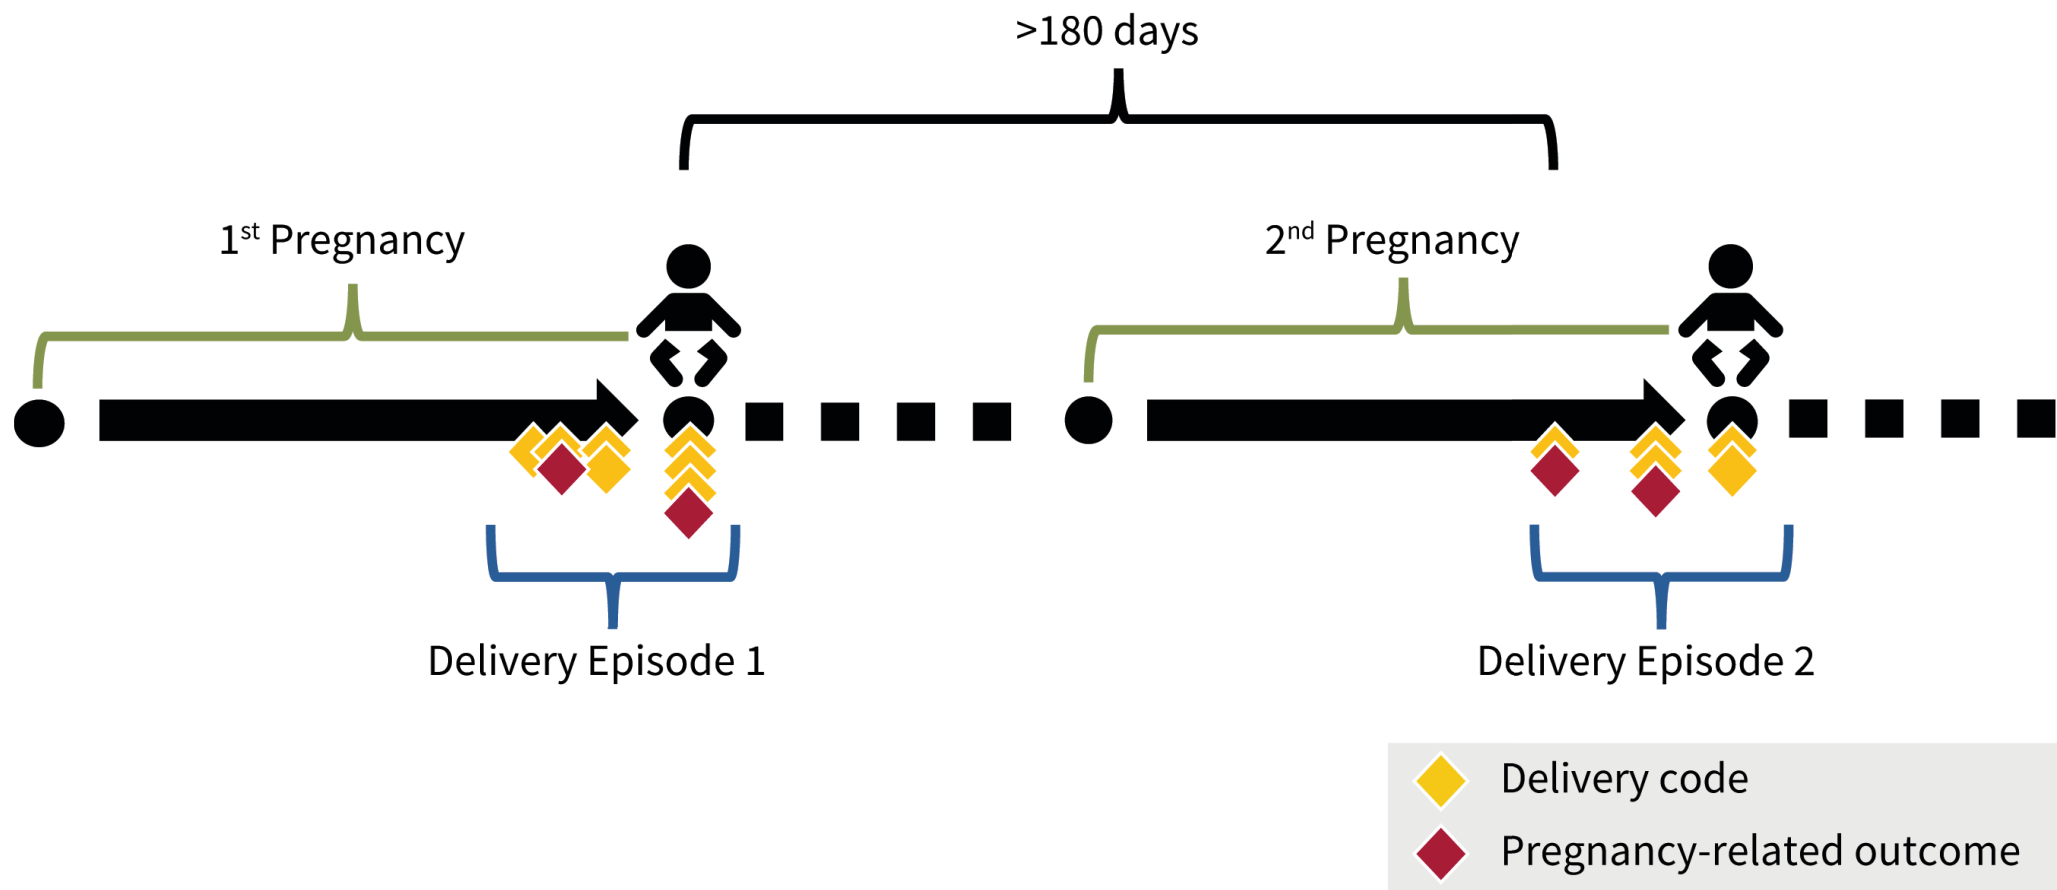 >180 days
1st Pregnancy
2nd Pregnancy
Delivery Episode 1
Delivery Episode 2
Delivery code
Pregnancy-related outcome